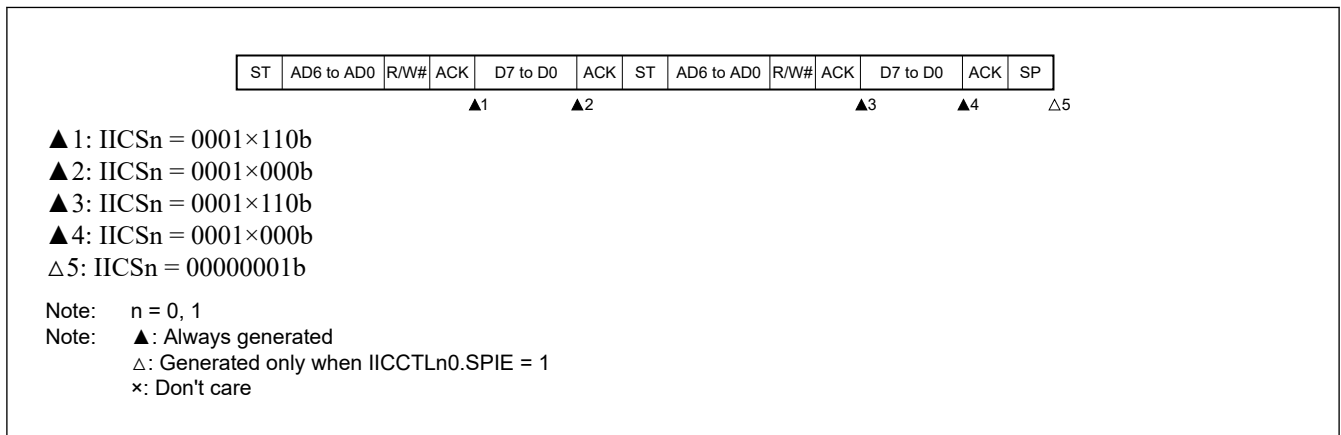 ST AD6 to AD0 R/W# ACK D7 to D0 ACK ST AD6 to AD0 R/W# ACK D7 to D0 ACK SP
▲1 ▲2 ▲3 ▲4 △5
▲1: IICSn = 0001×110b
▲2: IICSn = 0001×000b
▲3: IICSn = 0001×110b
▲4: IICSn = 0001×000b
△5: IICSn = 00000001b
Note: n = 0, 1
Note: ▲: Always generated
△: Generated only when IICCTLn0.SPIE = 1
×: Don't care